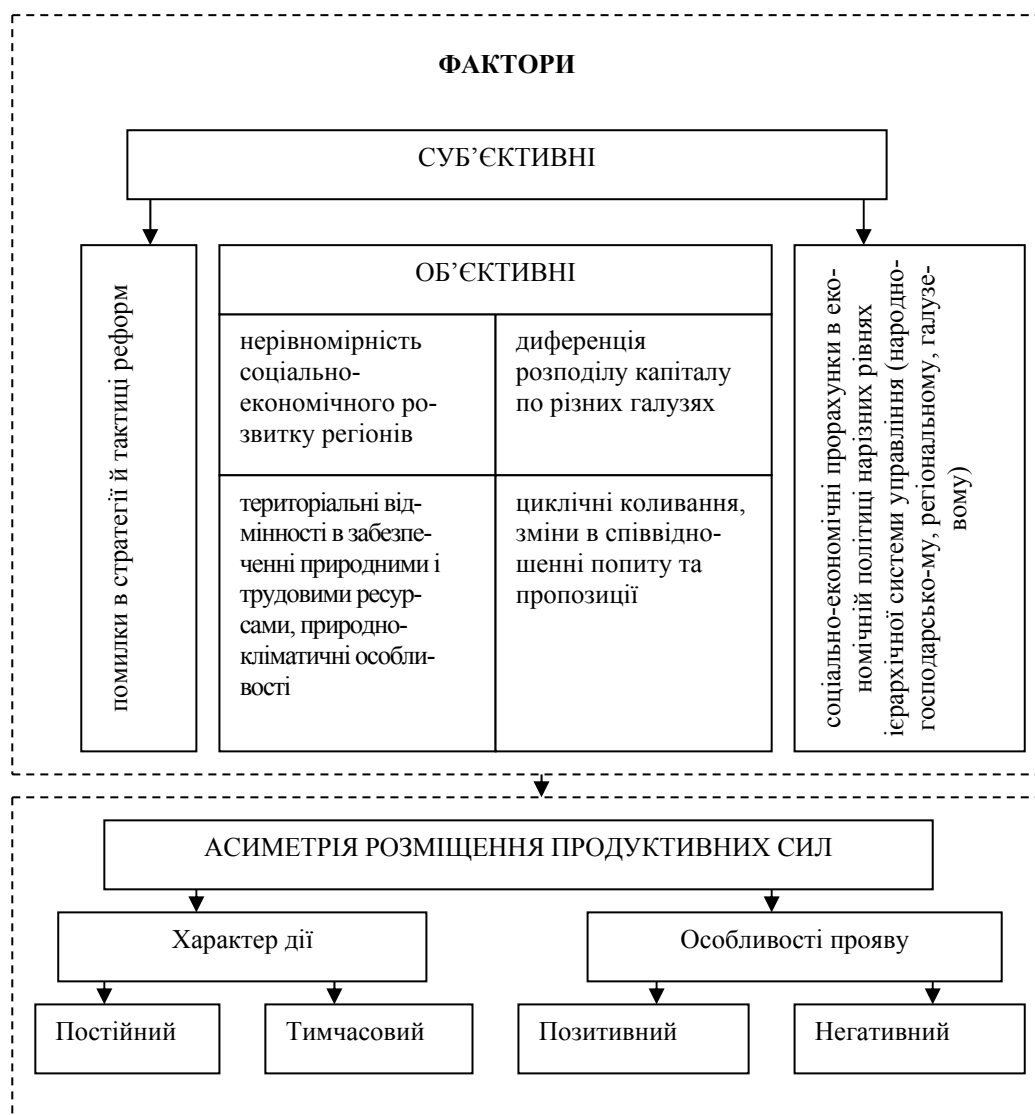 ФАКТОРИ
СУБ’ЄКТИВНІ
помилки в стратегії й тактиці реформ
ОБ’ЄКТИВНІ
нерівномірність
соціально-
економічного ро-
звитку регіонів
диференція
розподілу капіталу
по різних галузях
територіальні від-
мінності в забезпе-
ченні природними і
трудовими ресур-
сами, природно-
кліматичні особли-
вості
циклічні коливання,
зміни в співвідно-
шенні попиту та
пропозиції
соціально-економічні прорахунки в еко-
номічній політиці нарізних рівнях
ієрархічної системи управління (народно-
господарсько-му, регіональному, галузе-
вому)
АСИМЕТРІЯ РОЗМІЩЕННЯ ПРОДУКТИВНИХ СИЛ
Характер дії
Особливості прояву
Постійний
Тимчасовий
Позитивний
Негативний